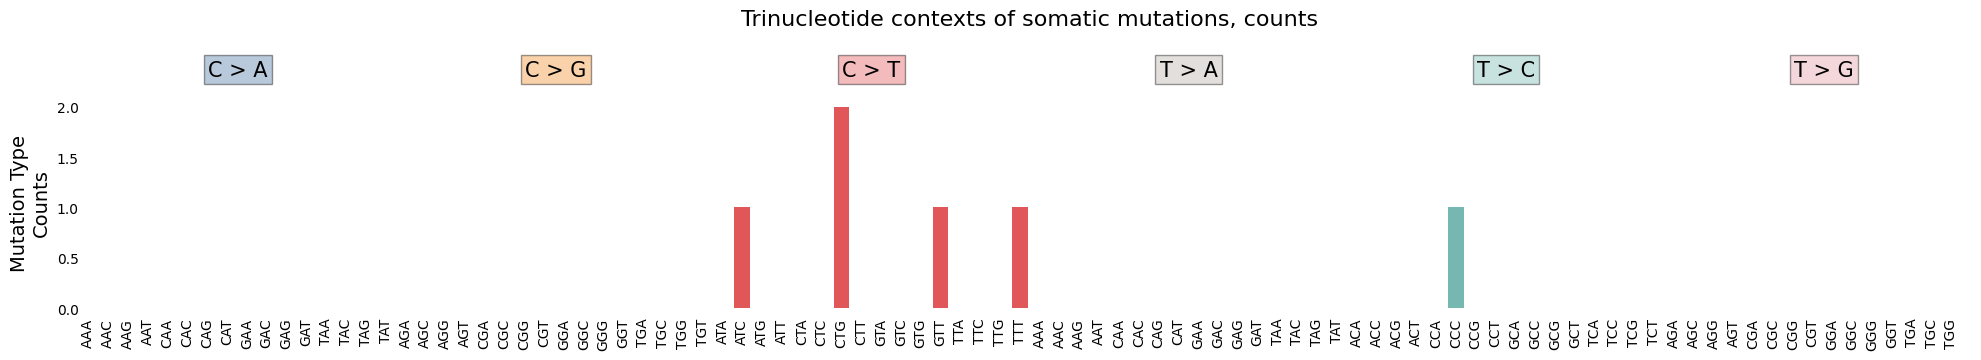 Trinucleotide contexts of somatic mutations, counts
C > A
C > G
C > T
T > A
T > C
T > G
Mutation Type
Counts
2.0
1.5
1.0
0.5
0.0
AAA
AAC
AAG
AAT
CAA
CAC
CAG
CAT
GAA
GAC
GAG
GAT
TAA
TAC
TAG
TAT
AGA
AGC
AGG
AGT
CGA
CGC
CGG
CGT
GGA
GGC
GGG
GGT
TGA
TGC
TGG
TGT
ATA
ATC
ATG
ATT
CTA
CTC
CTG
CTT
GTA
GTC
GTG
GTT
TTA
TTC
TTG
TTT
AAA
AAC
AAG
AAT
CAA
CAC
CAG
CAT
GAA
GAC
GAG
GAT
TAA
TAC
TAG
TAT
ACA
ACC
ACG
ACT
CCA
CCC
CCG
CCT
GCA
GCC
GCG
GCT
TCA
TCC
TCG
TCT
AGA
AGC
AGG
AGT
CGA
CGC
CGG
CGT
GGA
GGC
GGG
GGT
TGA
TGC
TGG